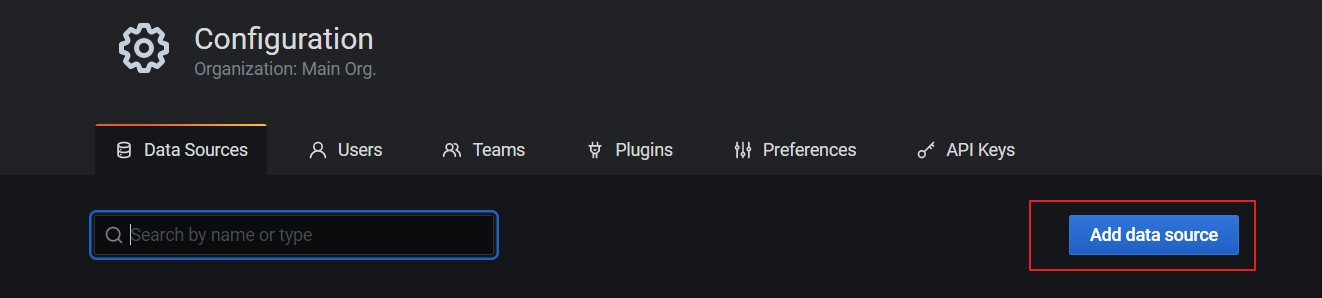 Configuration
Organization: Main Org.
Data Sources Users Teams Plugins Preferences API Keys
Search by name or type Add data source